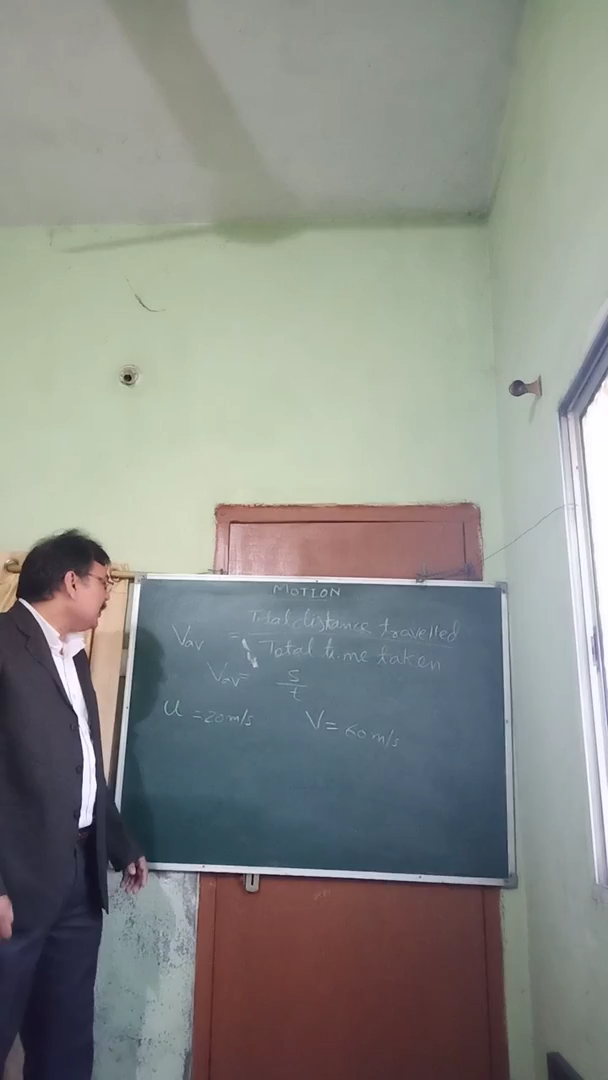 MOTION
Vav = Total distance travelled
Total time taken
Vav = s
t
u = 20 m/s V = 60 m/s